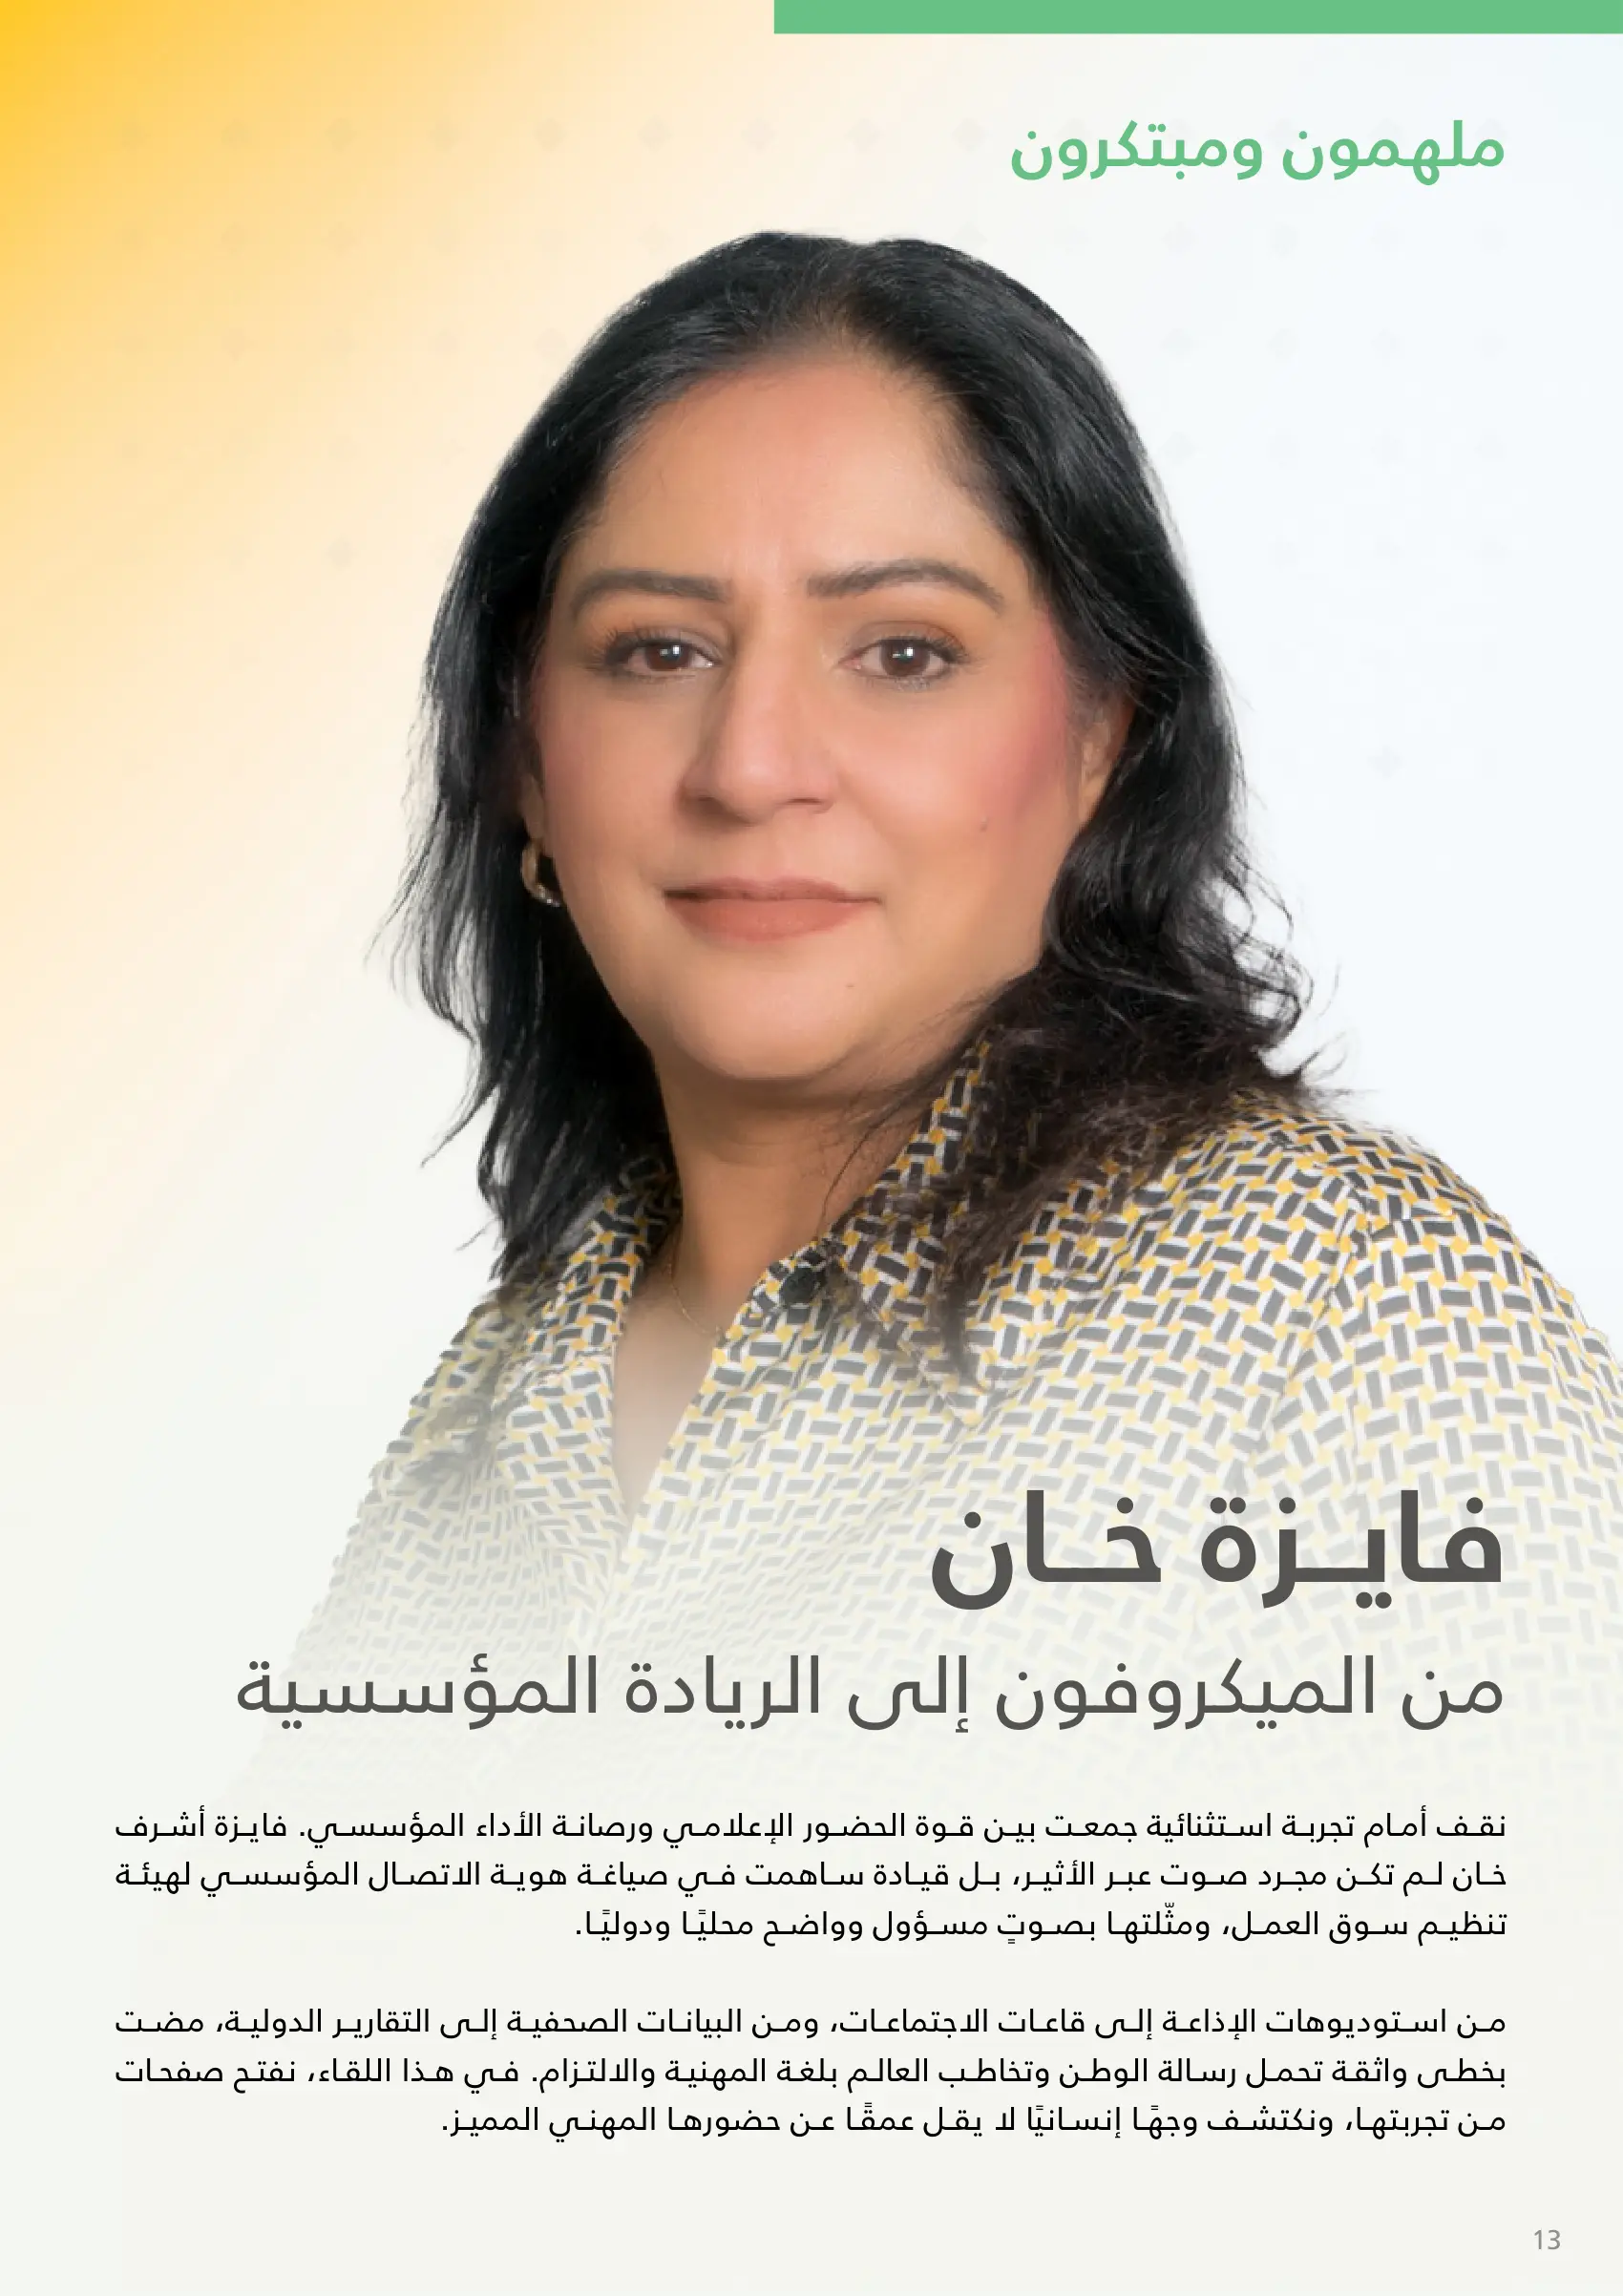 ملهمون ومبتكرون
فايـزة خـان
من الميكروفون إلى الريادة المؤسسية
نقـف أمـام تجربـة اسـتثنائية جمعـت بيـن قـوة الحضـور الإعلامـي ورصانـة الأداء المؤسسـي. فايـزة أشـرف
خـان لـم تكـن مجـرد صـوت عبـر الأثيـر، بـل قيـادة سـاهمت فـي صياغـة هويـة الاتصـال المؤسسـي لهيئـة
تنظيـم سـوق العمـل، ومثّلتهـا بصـوتٍ مسـؤول وواضـح محليًـا ودوليًـا.
مـن اسـتوديوهات الإذاعـة إلـى قاعـات الاجتماعـات، ومـن البيانـات الصحفيـة إلـى التقاريـر الدوليـة، مضـت
بخطـى واثقـة تحمـل رسـالة الوطـن وتخاطـب العالـم بلغـة المهنيـة والالتـزام. فـي هـذا اللقـاء، نفتـح صفحـات
مـن تجربتهـا، ونكتشـف وجهًـا إنسـانيًا لا يقـل عمقًـا عـن حضورهـا المهنـي المميـز.
13